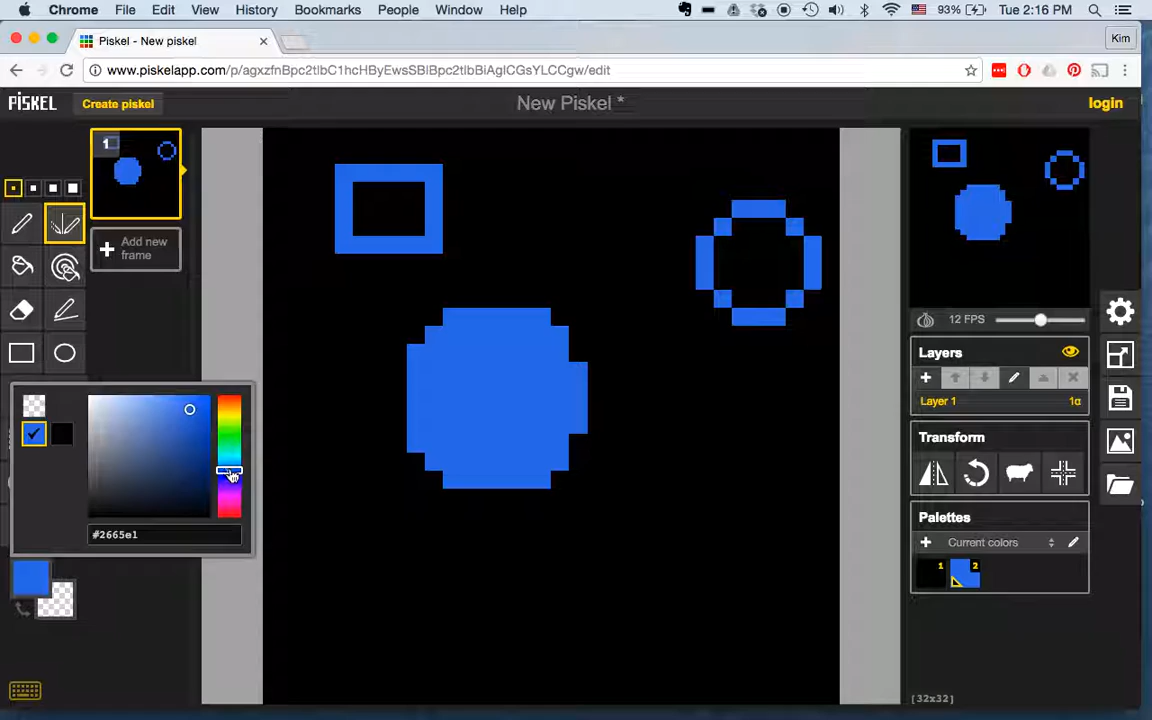 Chrome File Edit View History Bookmarks People Window Help 93% Tue 2:16 PM
Piskel - New piskel
Kim
www.piskelapp.com/p/agxzfnBpc2tlbC1hcHByEwsSBlBpc2tlbBiAglCGsYLCCgw/edit
PiSKEL Create piskel New Piskel * login
1
Add new
frame
12 FPS
Layers
Layer 1 1α
Transform
Palettes
Current colors
1 2
#2665e1
[32x32]